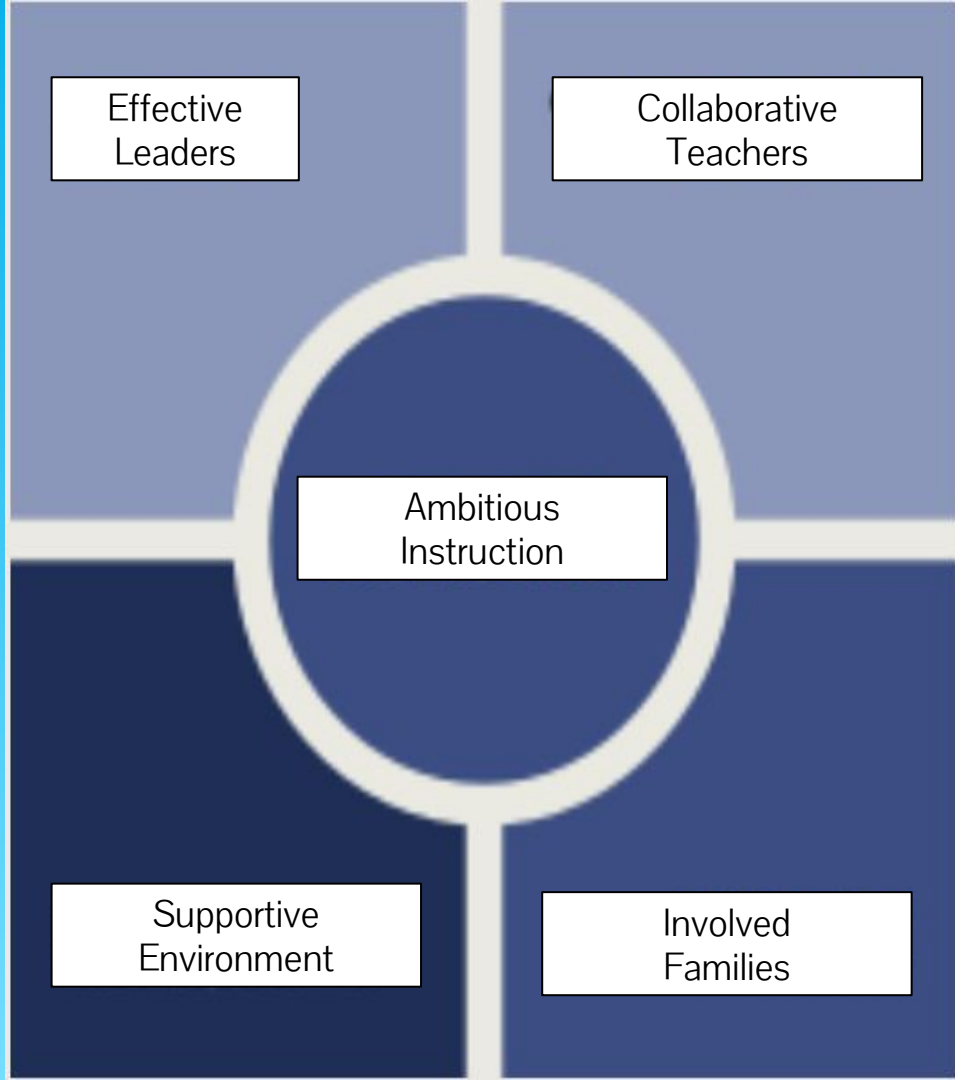 Effective
Leaders
Collaborative
Teachers
Ambitious
Instruction
Supportive
Environment
Involved
Families